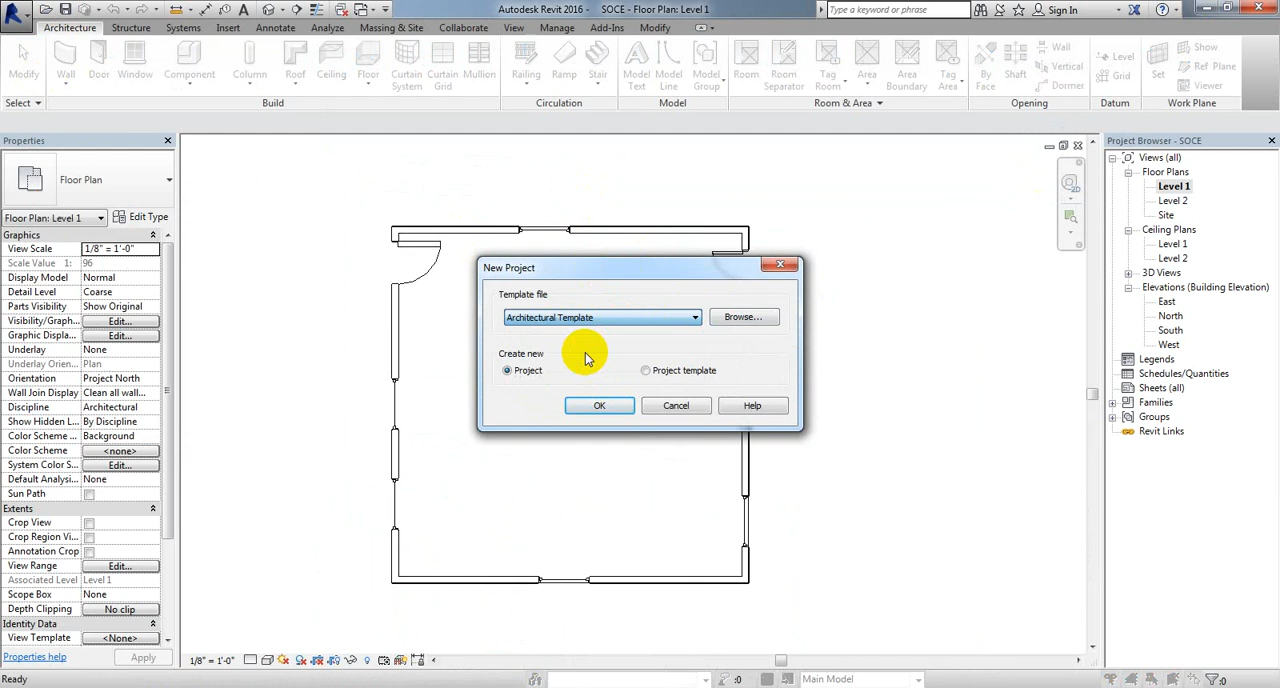 Autodesk Revit 2016 - SOCE - Floor Plan: Level 1
Type a keyword or phrase
Sign In
Architecture Structure Systems Insert Annotate Analyze Massing & Site Collaborate View Manage Add-Ins Modify
Modify Wall Door Window Component Column Roof Ceiling Floor Curtain System Curtain Grid Mullion Railing Ramp Stair Model Text Model Line Model Group Room Room Separator Tag Room Area Area Boundary Tag Area By Face Shaft Wall Vertical Dormer Level Grid Set Show Ref Plane Viewer
Select Build Circulation Model Room & Area Opening Datum Work Plane
Properties
Floor Plan
Floor Plan: Level 1 Edit Type
Graphics
View Scale 1/8" = 1'-0"
Scale Value 1: 96
Display Model Normal
Detail Level Coarse
Parts Visibility Show Original
Visibility/Graph... Edit...
Graphic Displa... Edit...
Underlay None
Underlay Orien... Plan
Orientation Project North
Wall Join Display Clean all wall...
Discipline Architectural
Show Hidden L... By Discipline
Color Scheme ... Background
Color Scheme <none>
System Color S... Edit...
Default Analysi... None
Sun Path
Extents
Crop View
Crop Region Vi...
Annotation Crop
View Range Edit...
Associated Level Level 1
Scope Box None
Depth Clipping No clip
Identity Data
View Template <None>
Properties help Apply
New Project
Template file
Architectural Template Browse...
Create new
Project Project template
OK Cancel Help
Project Browser - SOCE
Views (all)
Floor Plans
Level 1
Level 2
Site
Ceiling Plans
Level 1
Level 2
3D Views
Elevations (Building Elevation)
East
North
South
West
Legends
Schedules/Quantities
Sheets (all)
Families
Groups
Revit Links
2D
1/8" = 1'-0"
Ready :0 Main Model :0